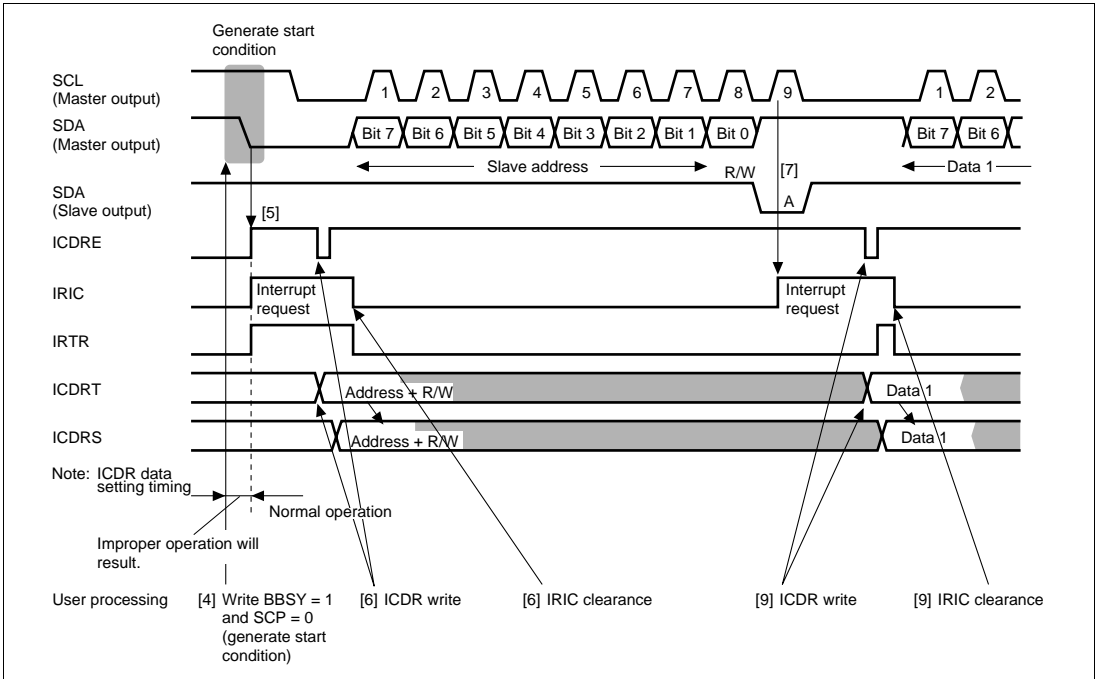 Generate start
condition
SCL
(Master output)
1 2 3 4 5 6 7 8 9 1 2
SDA
(Master output)
Bit 7 Bit 6 Bit 5 Bit 4 Bit 3 Bit 2 Bit 1 Bit 0 Bit 7 Bit 6
Slave address
R/W
[7]
Data 1
SDA
(Slave output)
A
[5]
ICDRE
IRIC
Interrupt
request
Interrupt
request
IRTR
ICDRT
Address + R/W
Data 1
ICDRS
Address + R/W
Data 1
Note: ICDR data
setting timing
Normal operation
Improper operation will
result.
User processing
[4] Write BBSY = 1
and SCP = 0
(generate start
condition)
[6] ICDR write
[6] IRIC clearance
[9] ICDR write
[9] IRIC clearance